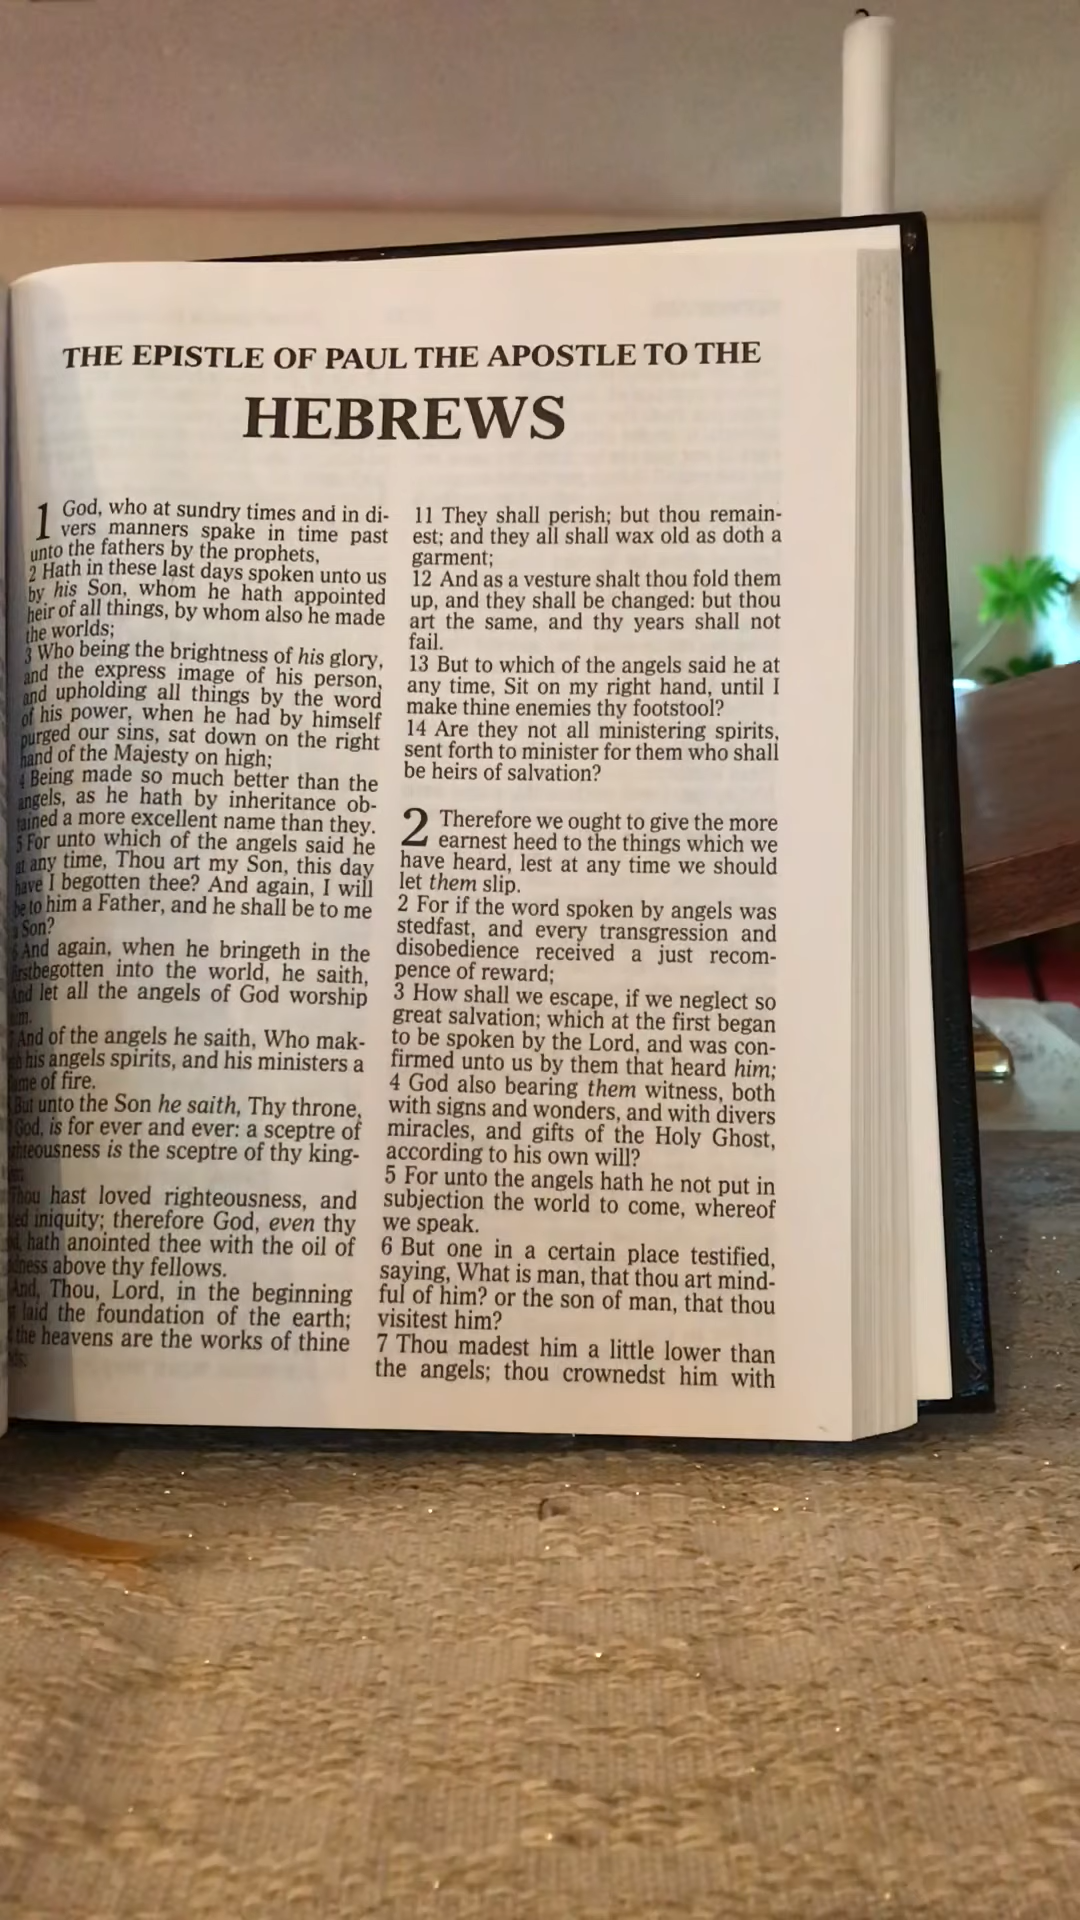 THE EPISTLE OF PAUL THE APOSTLE TO THE
HEBREWS
1 God, who at sundry times and in di-
vers manners spake in time past
unto the fathers by the prophets,
2 Hath in these last days spoken unto us
by his Son, whom he hath appointed
heir of all things, by whom also he made
the worlds;
3 Who being the brightness of his glory,
and the express image of his person,
and upholding all things by the word
of his power, when he had by himself
purged our sins, sat down on the right
hand of the Majesty on high;
4 Being made so much better than the
angels, as he hath by inheritance ob-
tained a more excellent name than they.
5 For unto which of the angels said he
at any time, Thou art my Son, this day
have I begotten thee? And again, I will
be to him a Father, and he shall be to me
a Son?
And again, when he bringeth in the
firstbegotten into the world, he saith,
And let all the angels of God worship
And of the angels he saith, Who mak-
his angels spirits, and his ministers a
of fire.
But unto the Son he saith, Thy throne,
God, is for ever and ever: a sceptre of
is the sceptre of thy king-
Thou hast loved righteousness, and
iniquity; therefore God, even thy
hath anointed thee with the oil of
above thy fellows.
And, Thou, Lord, in the beginning
laid the foundation of the earth;
the heavens are the works of thine
11 They shall perish; but thou remain-
est; and they all shall wax old as doth a
garment;
12 And as a vesture shalt thou fold them
up, and they shall be changed: but thou
art the same, and thy years shall not
fail.
13 But to which of the angels said he at
any time, Sit on my right hand, until I
make thine enemies thy footstool?
14 Are they not all ministering spirits,
sent forth to minister for them who shall
be heirs of salvation?
2 Therefore we ought to give the more
earnest heed to the things which we
have heard, lest at any time we should
let them slip.
2 For if the word spoken by angels was
stedfast, and every transgression and
disobedience received a just recom-
pence of reward;
3 How shall we escape, if we neglect so
great salvation; which at the first began
to be spoken by the Lord, and was con-
firmed unto us by them that heard him;
4 God also bearing them witness, both
with signs and wonders, and with divers
miracles, and gifts of the Holy Ghost,
according to his own will?
5 For unto the angels hath he not put in
subjection the world to come, whereof
we speak.
6 But one in a certain place testified,
saying, What is man, that thou art mind-
ful of him? or the son of man, that thou
visitest him?
7 Thou madest him a little lower than
the angels; thou crownedst him with